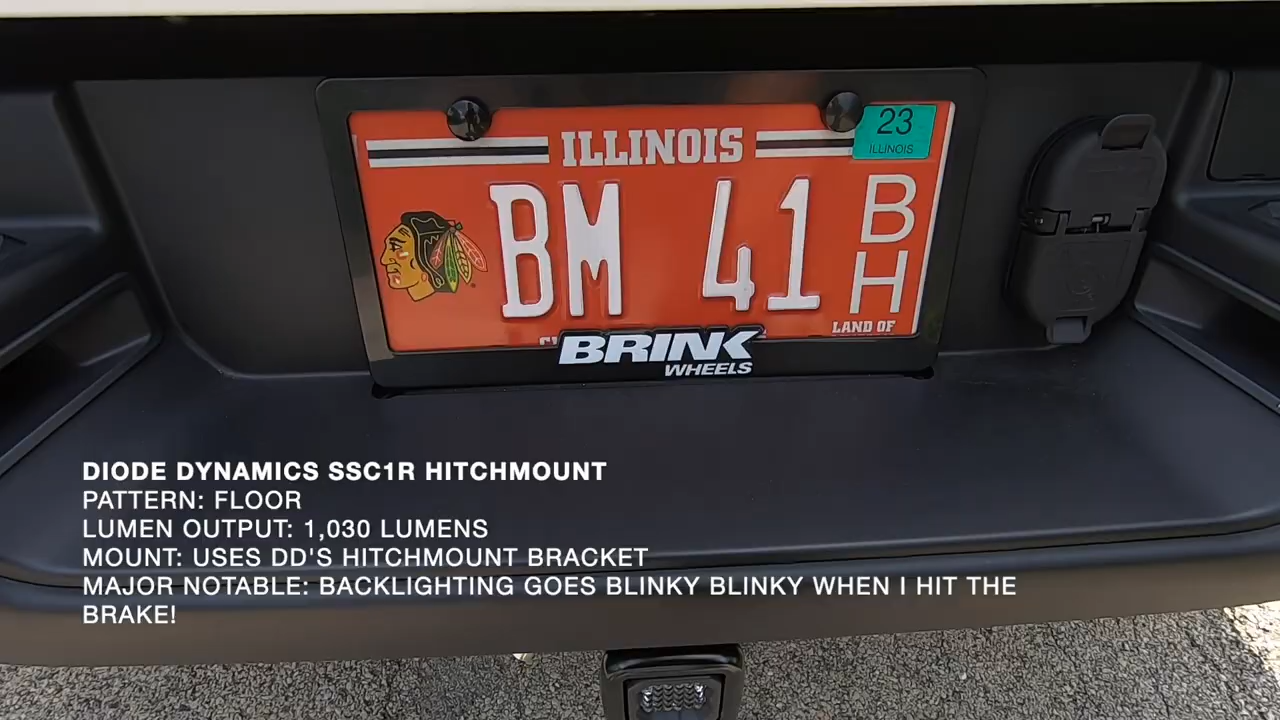 23
ILLINOIS
ILLINOIS
BM 41
B
H
LAND OF
BRINK
WHEELS
DIODE DYNAMICS SSC1R HITCHMOUNT
PATTERN: FLOOR
LUMEN OUTPUT: 1,030 LUMENS
MOUNT: USES DD'S HITCHMOUNT BRACKET
MAJOR NOTABLE: BACKLIGHTING GOES BLINKY BLINKY WHEN I HIT THE
BRAKE!